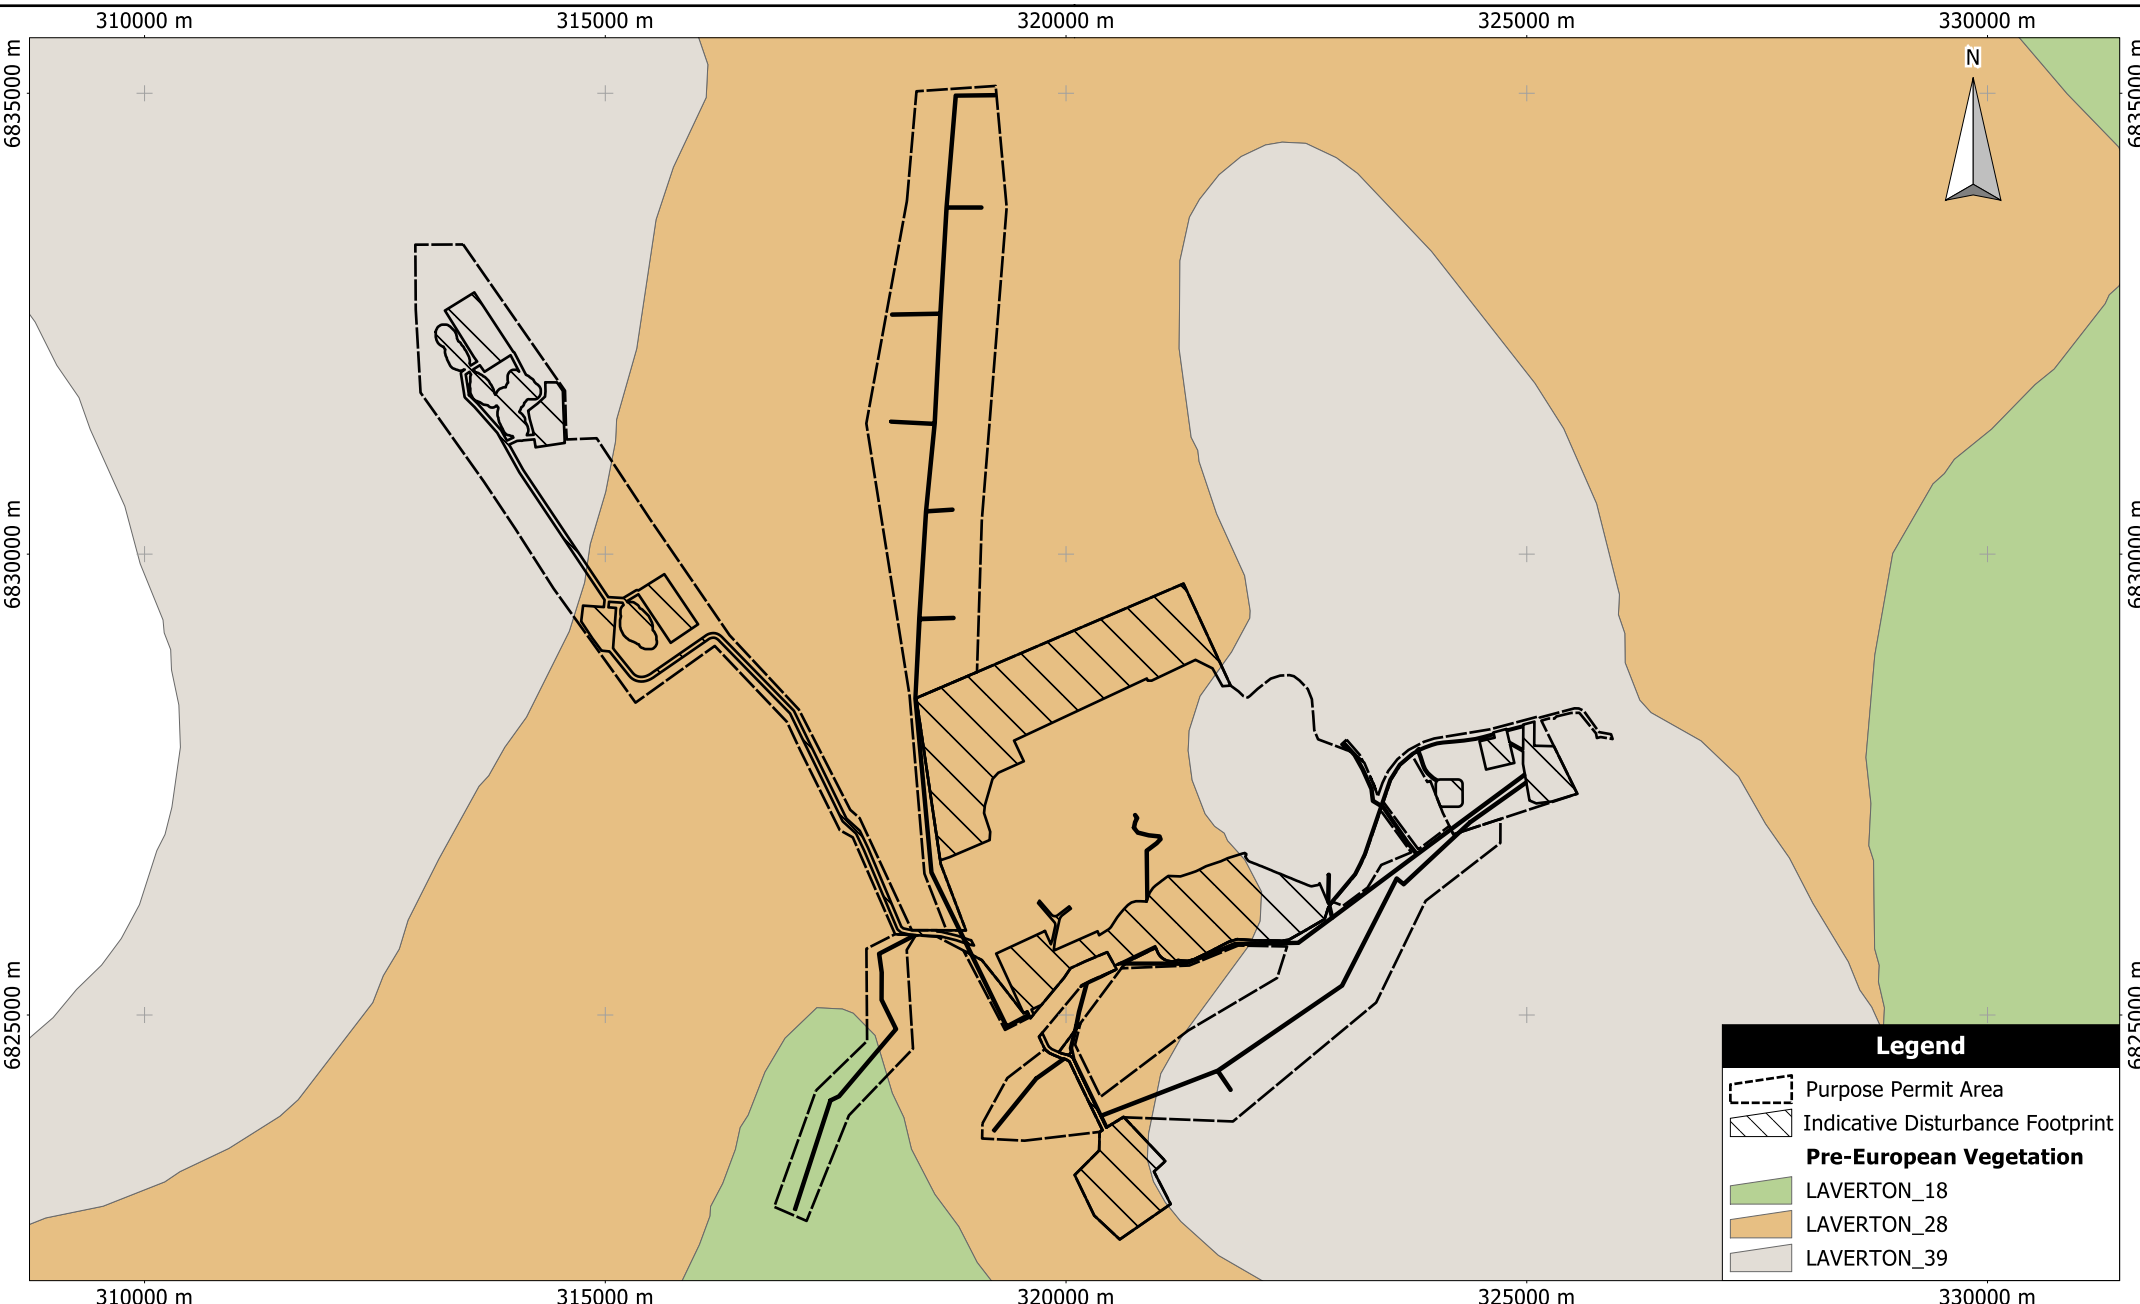 310000 m 315000 m 320000 m 325000 m 330000 m
N
6835000 m 6835000 m
6830000 m 6830000 m
6825000 m 6825000 m
Legend
Purpose Permit Area
Indicative Disturbance Footprint
Pre-European Vegetation
LAVERTON_18
LAVERTON_28
LAVERTON_39
310000 m 315000 m 320000 m 325000 m 330000 m